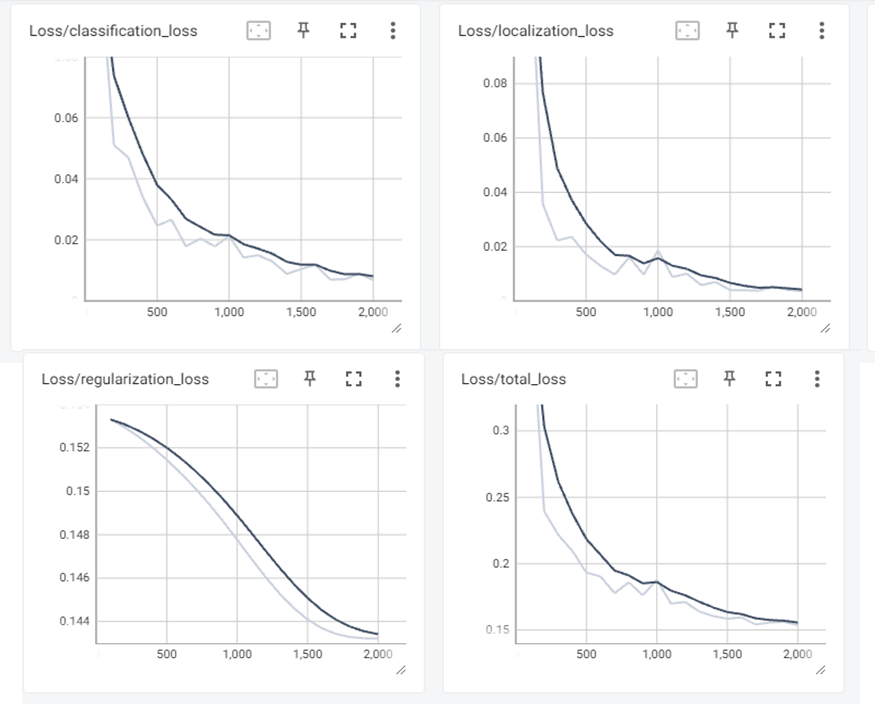 Loss/classification_loss
0.06
0.04
0.02
500 1,000 1,500 2,000
Loss/localization_loss
0.08
0.06
0.04
0.02
500 1,000 1,500 2,000
Loss/regularization_loss
0.152
0.15
0.148
0.146
0.144
500 1,000 1,500 2,000
Loss/total_loss
0.3
0.25
0.2
0.15
500 1,000 1,500 2,000